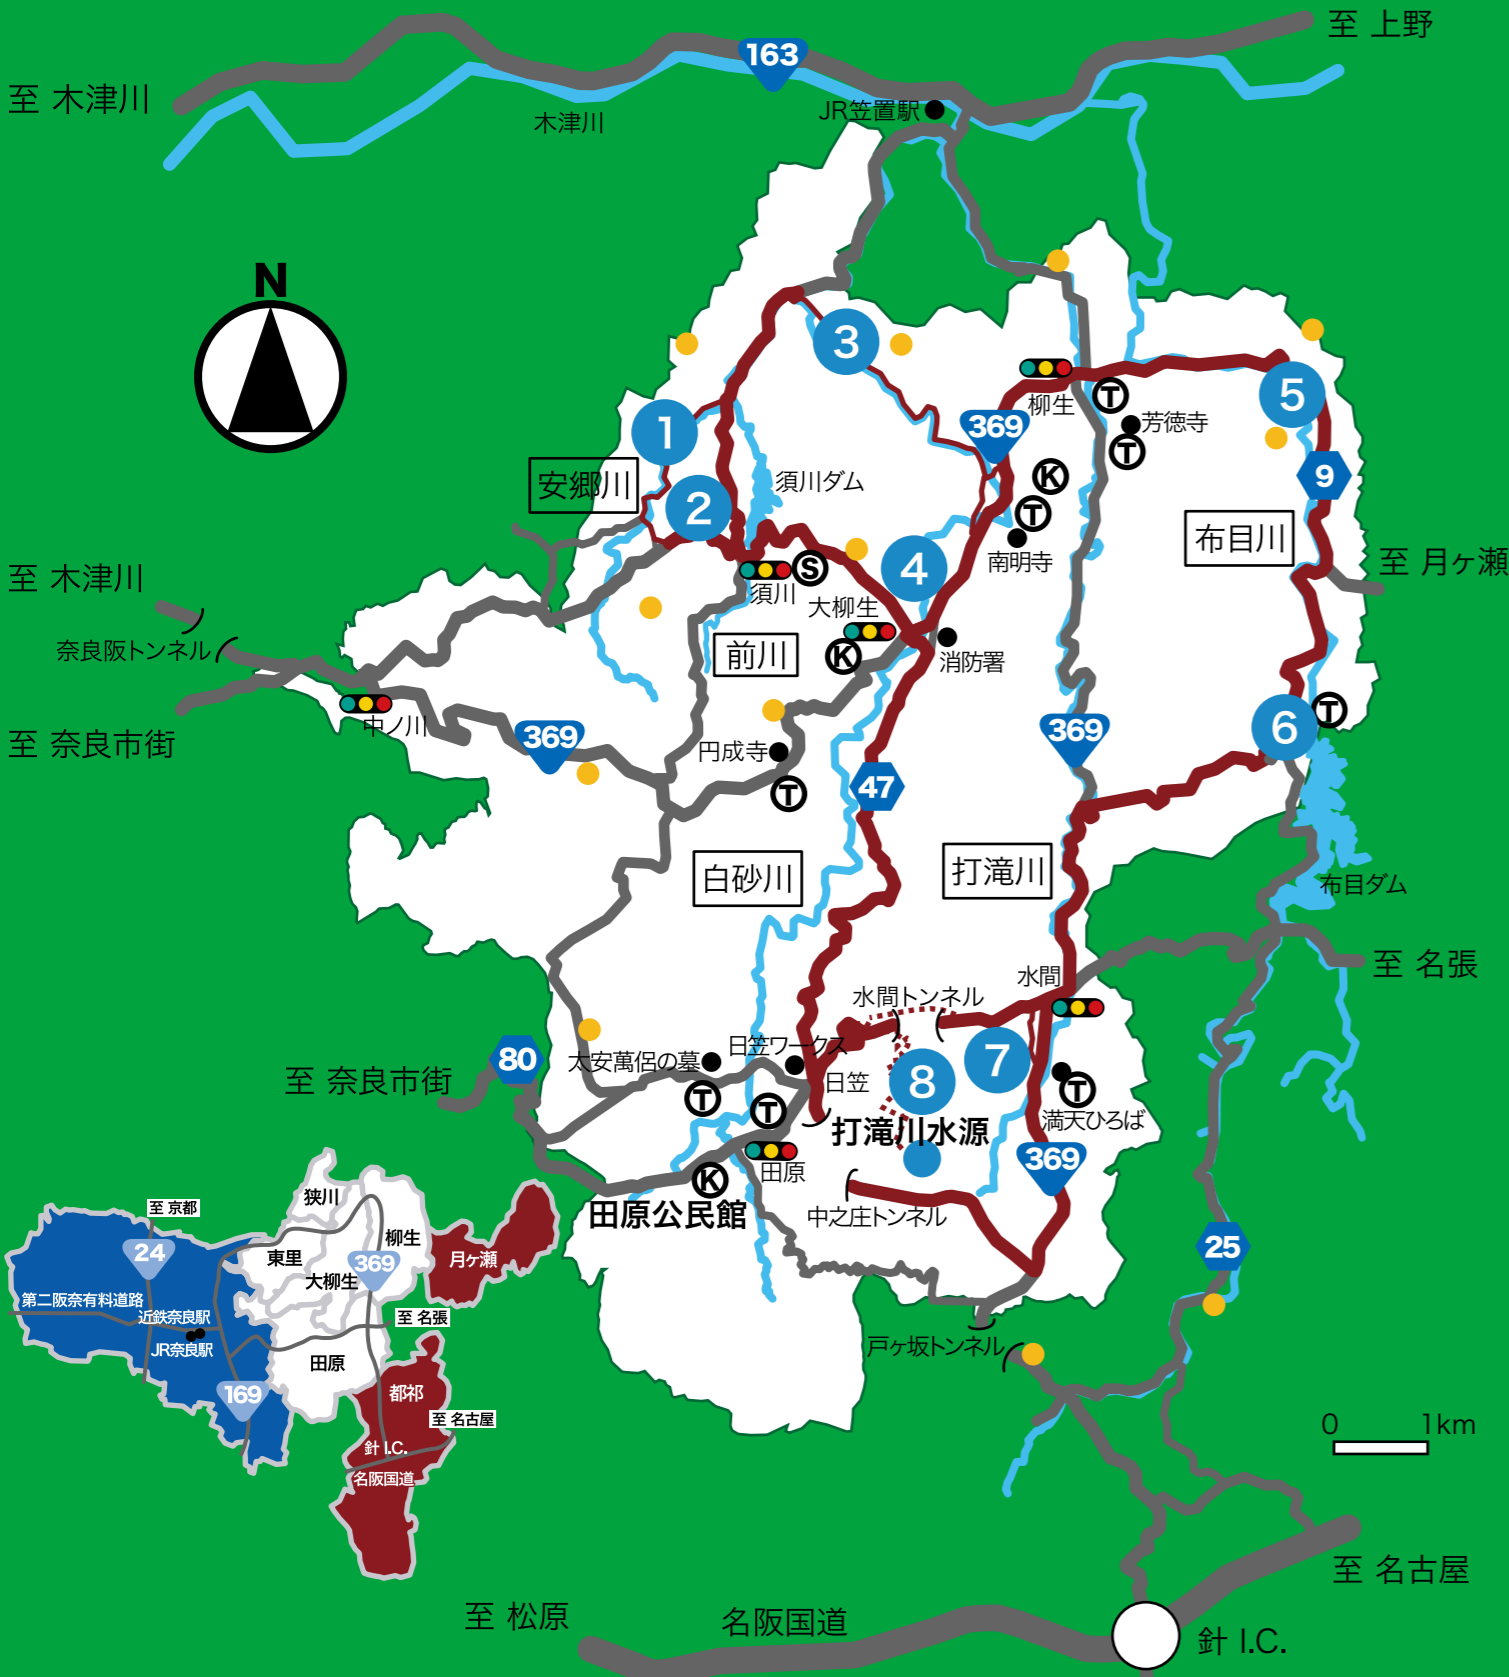 至 上野
163
至 木津川
JR笠置駅
木津川
N
3
5
柳生
T
369
芳徳寺
T
1
安郷川
須川ダム
K
9
2
T
布目川
南明寺
至 月ヶ瀬
4
S
須川
大柳生
至 木津川
奈良阪トンネル
前川
K
消防署
中ノ川
至 奈良市街
369
円成寺
T
47
369
6
T
白砂川
打滝川
布目ダム
至 名張
水間
水間トンネル
80
太安萬侶の墓
日笠ワークス
日笠
8
7
至 奈良市街
T
T
T
満天ひろば
打滝川水源
田原
K
田原公民館
369
中之庄トンネル
25
戸ヶ坂トンネル
至 京都
狭川
柳生
東里
大柳生
369
月ヶ瀬
24
第二阪奈有料道路
近鉄奈良駅
JR奈良駅
至 名張
田原
169
都祁
至 名古屋
針 I.C.
名阪国道
0 1km
至 名古屋
至 松原
名阪国道
針 I.C.